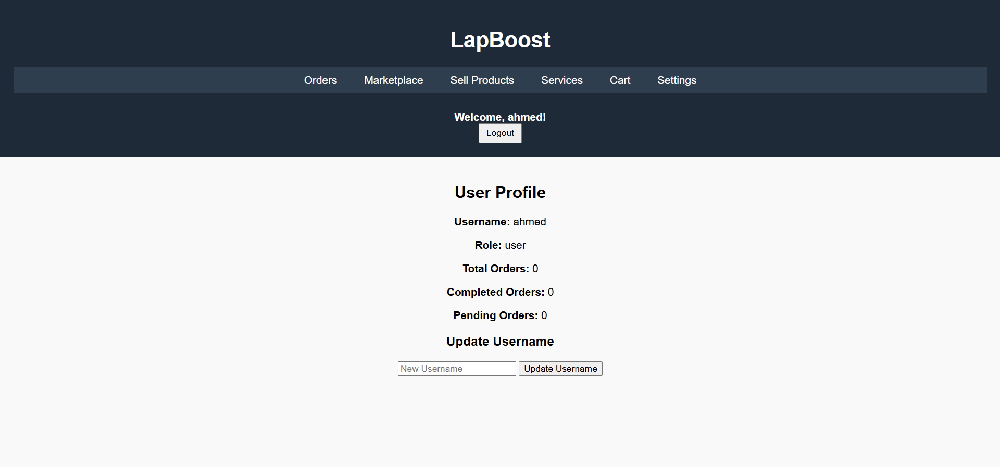 LapBoost
Orders Marketplace Sell Products Services Cart Settings
Welcome, ahmed!
Logout
User Profile
Username: ahmed
Role: user
Total Orders: 0
Completed Orders: 0
Pending Orders: 0
Update Username
New Username Update Username